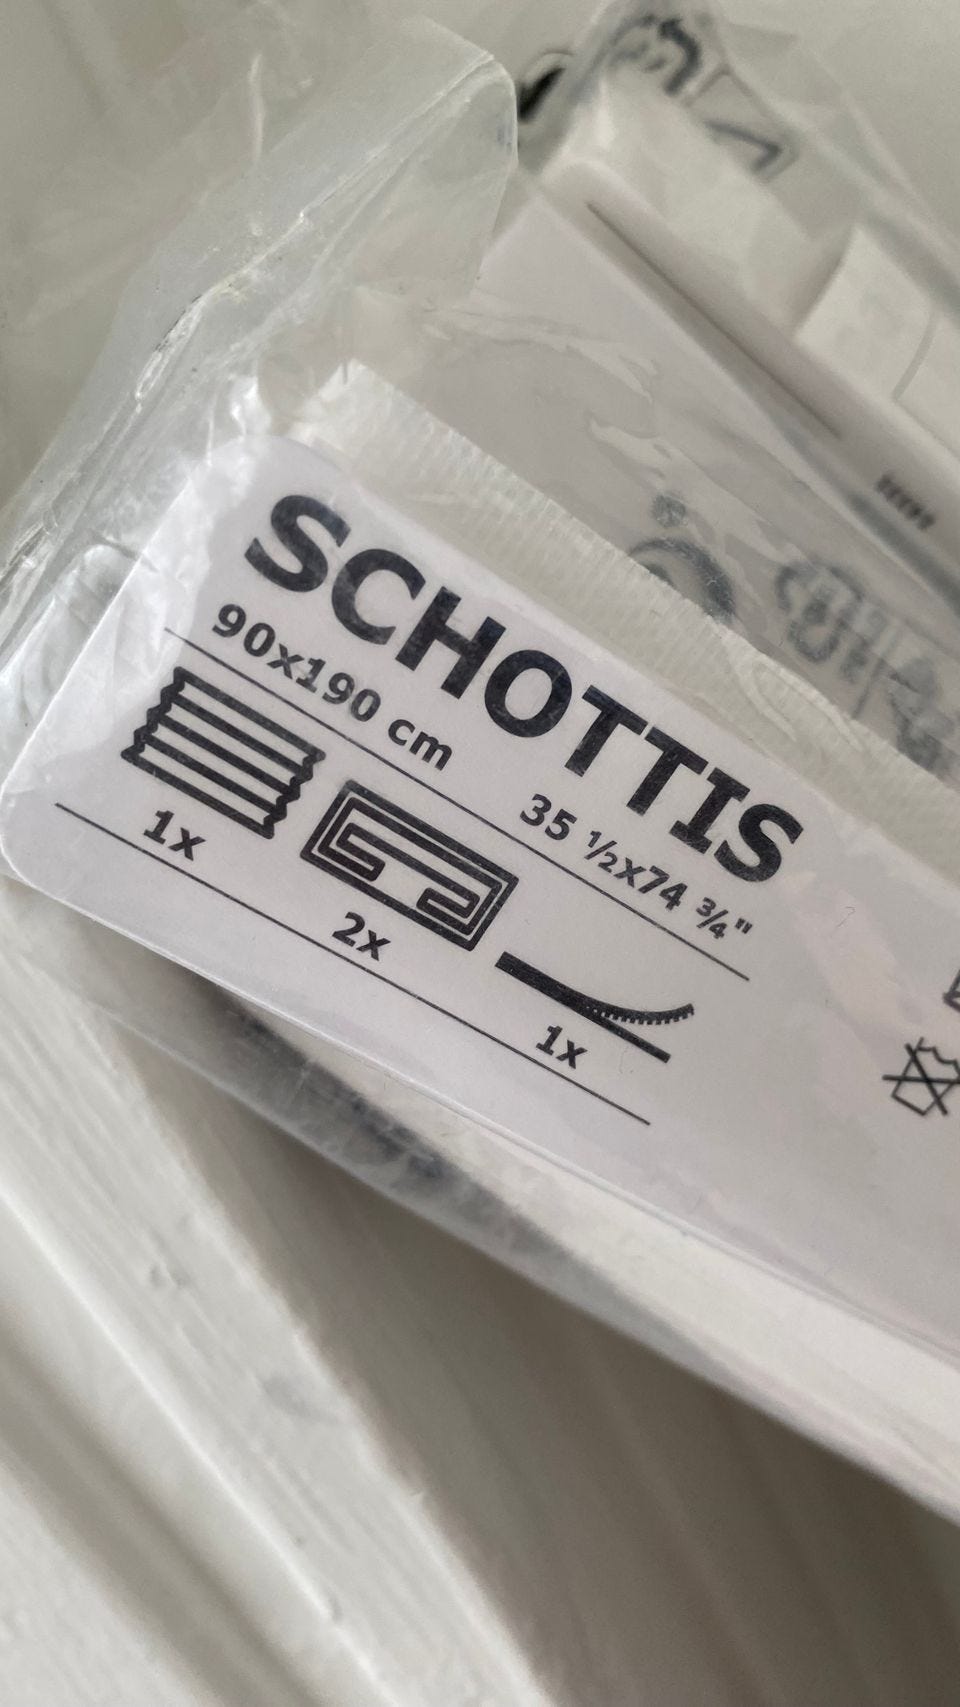 SCHOTTIS
90x190 cm 35 ½x74 ¾"
1x 2x 1x